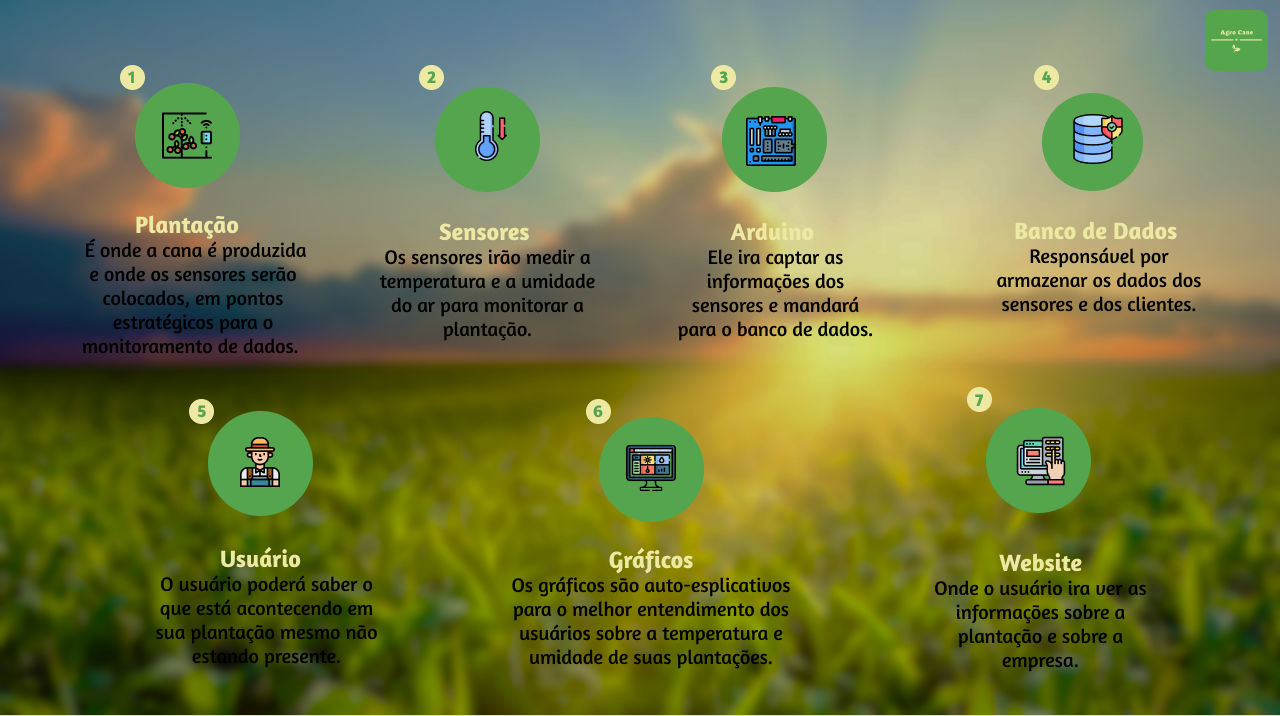 Agro Cane
1
Plantação
É onde a cana é produzida
e onde os sensores serão
colocados, em pontos
estratégicos para o
monitoramento de dados.
2
Sensores
Os sensores irão medir a
temperatura e a umidade
do ar para monitorar a
plantação.
3
Arduino
Ele ira captar as
informações dos
sensores e mandará
para o banco de dados.
4
Banco de Dados
Responsável por
armazenar os dados dos
sensores e dos clientes.
5
Usuário
O usuário poderá saber o
que está acontecendo em
sua plantação mesmo não
estando presente.
6
Gráficos
Os gráficos são auto-esplicativos
para o melhor entendimento dos
usuários sobre a temperatura e
umidade de suas plantações.
7
Website
Onde o usuário ira ver as
informações sobre a
plantação e sobre a
empresa.